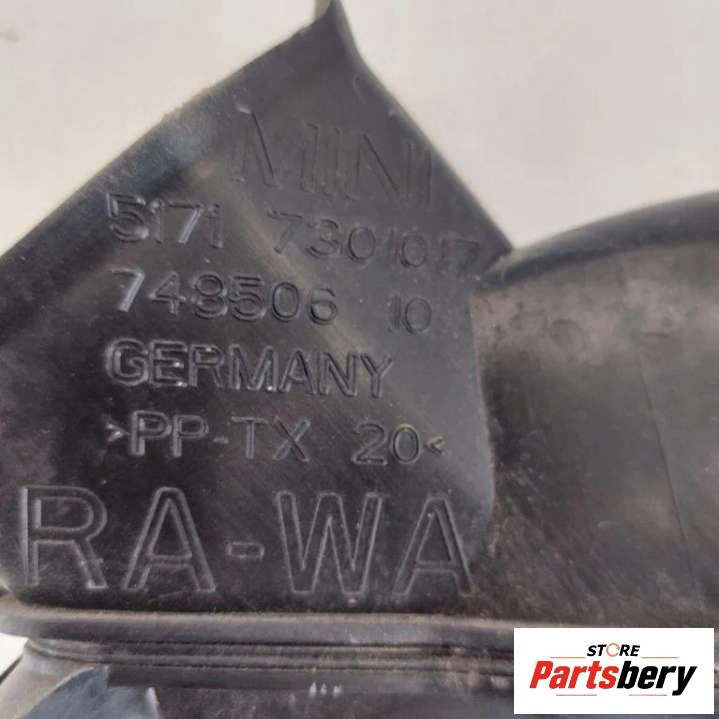 MINI
5171 7301017
748506 10
GERMANY
>PP-TX 20<
RA-WA
STORE
Partsbery